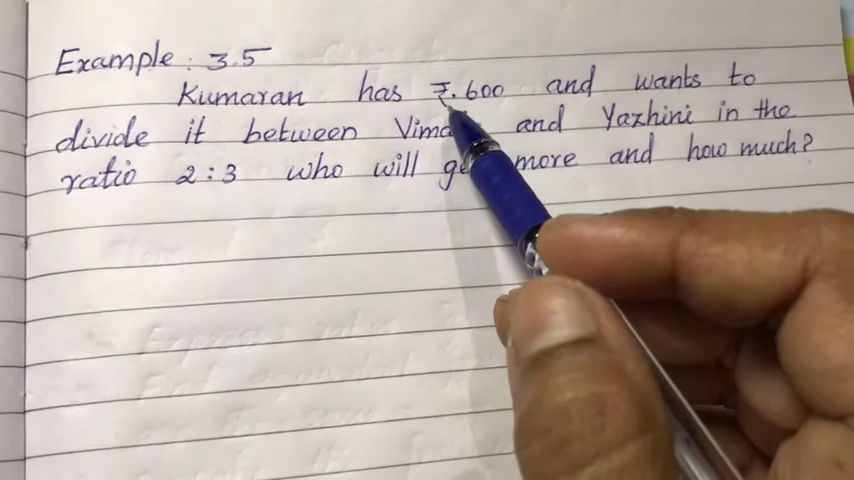 Example : 3.5
Kumaran has ₹.600 and wants to
divide it between and Yazhini in the
ratio 2:3 who will more and how much?